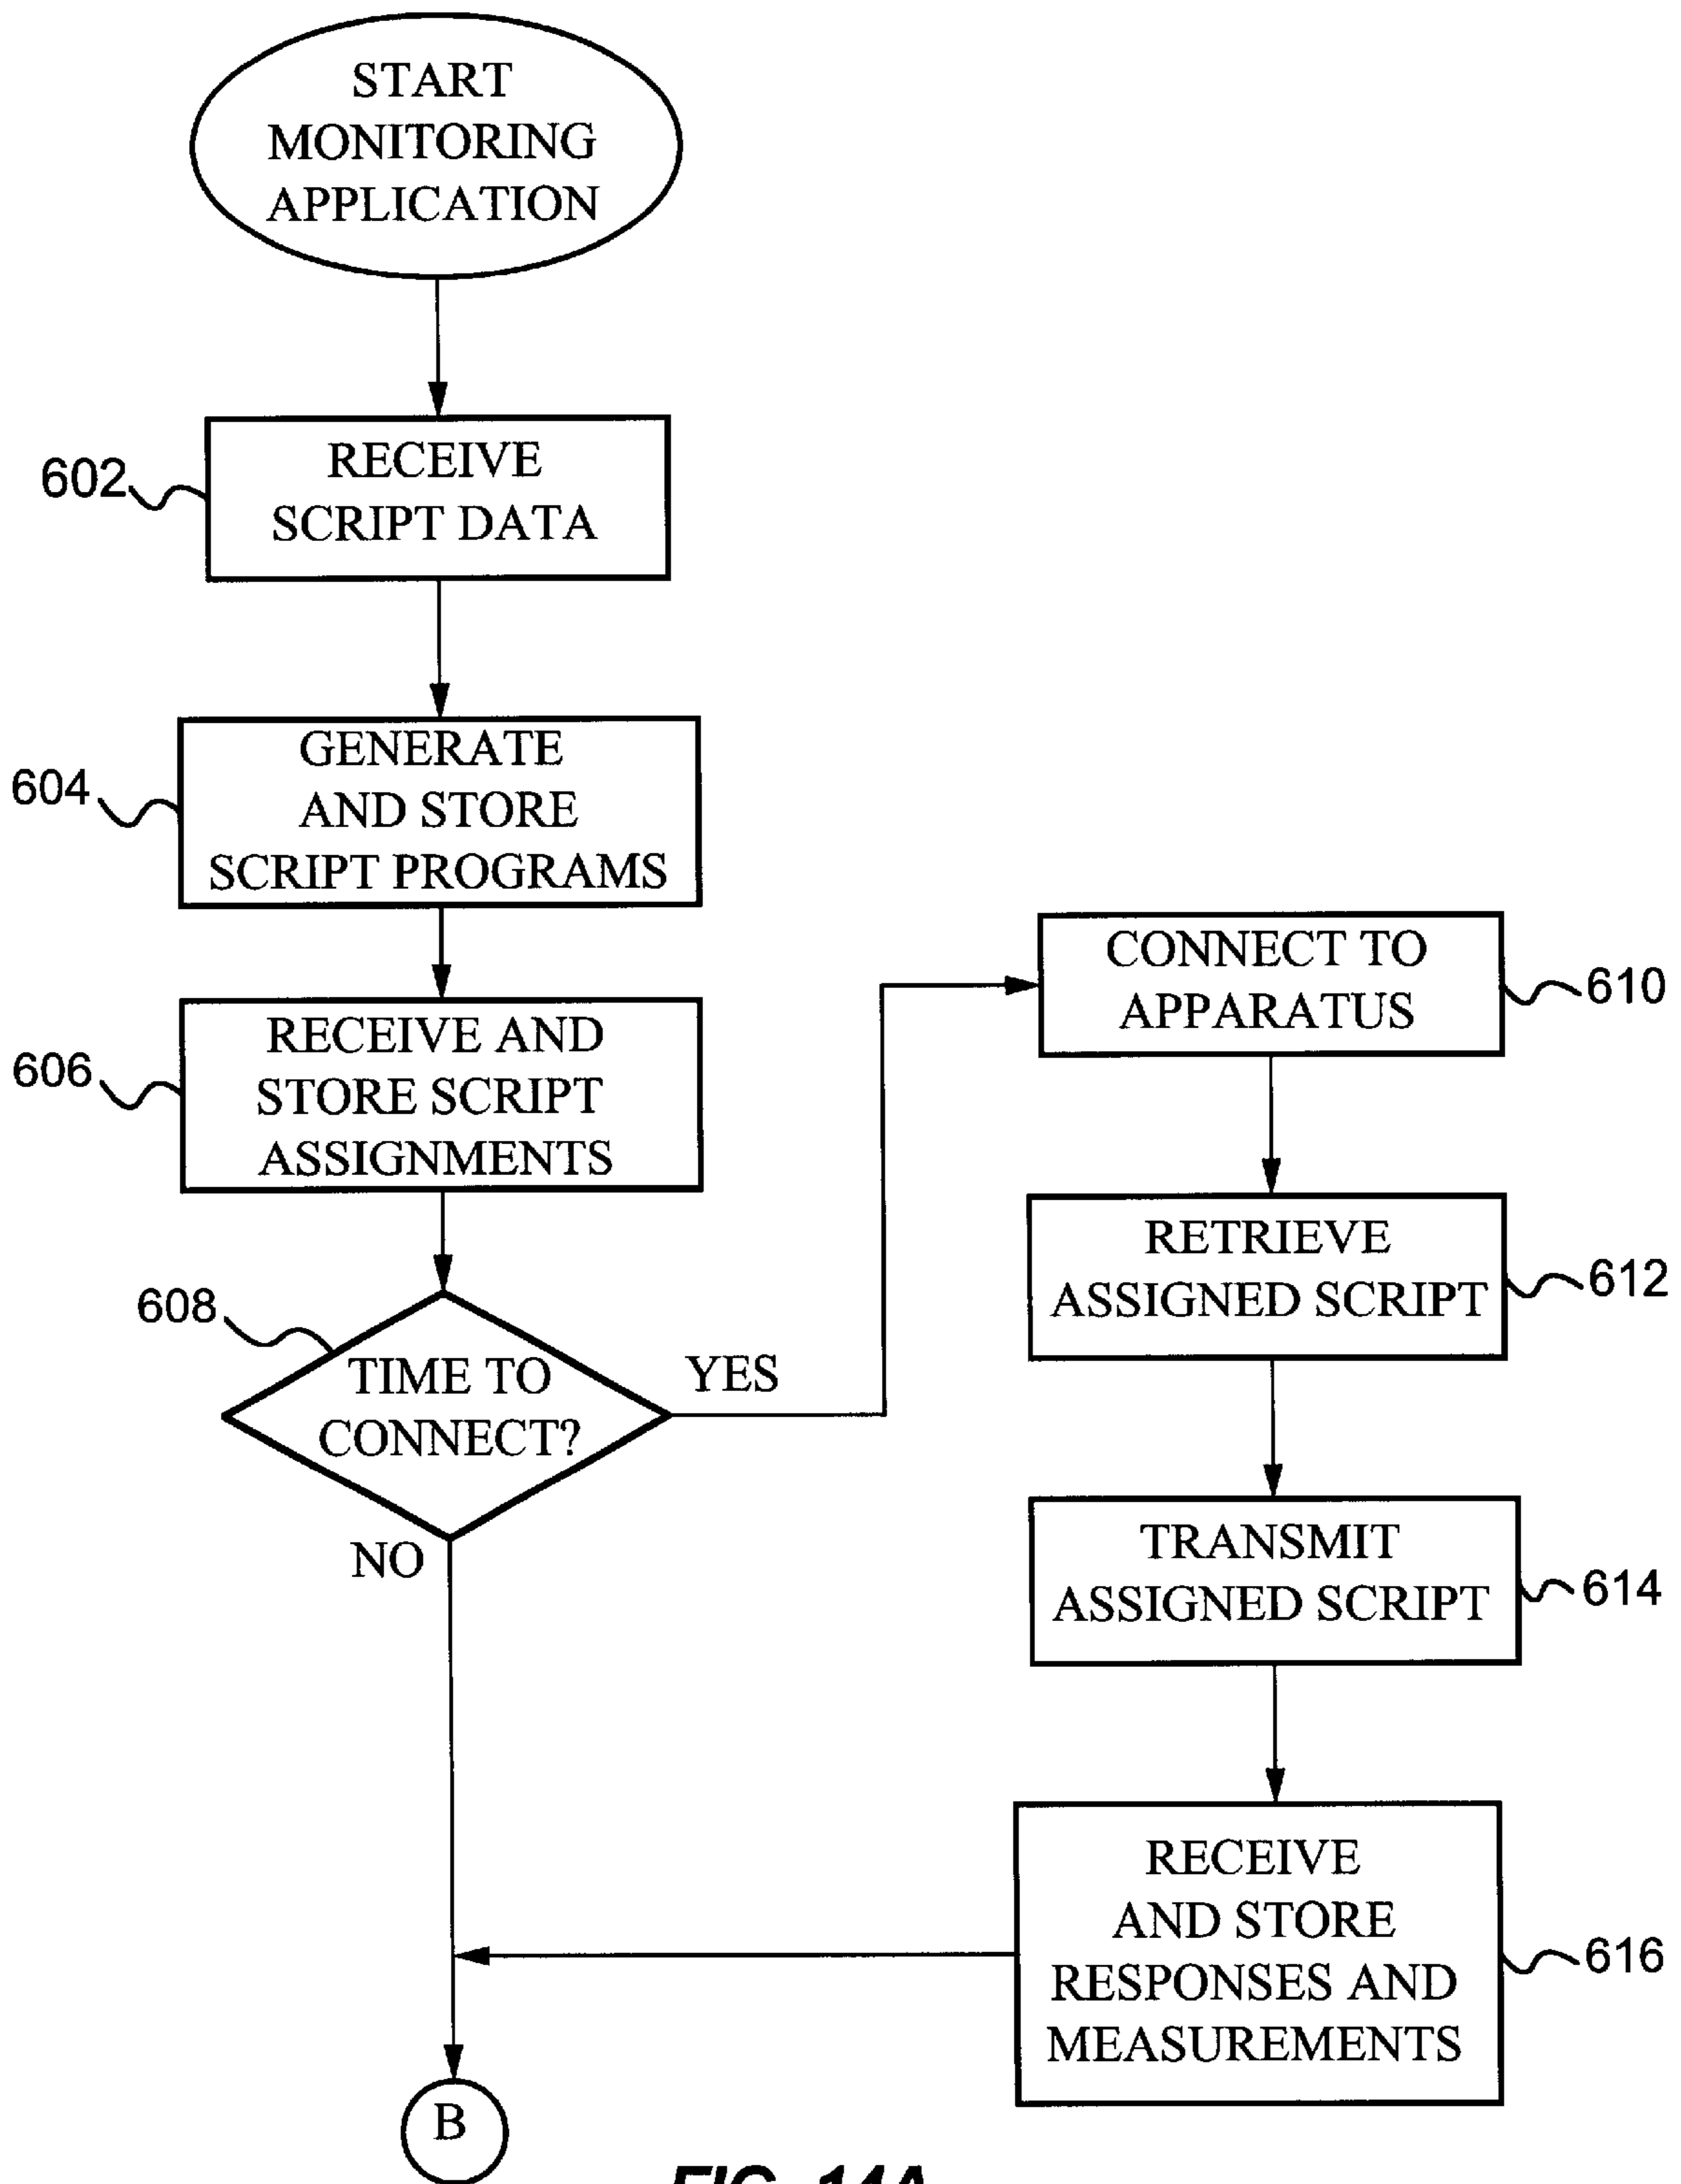 START
MONITORING
APPLICATION
602
RECEIVE
SCRIPT DATA
604
GENERATE
AND STORE
SCRIPT PROGRAMS
606
RECEIVE AND
STORE SCRIPT
ASSIGNMENTS
608
TIME TO
CONNECT?
YES
NO
CONNECT TO
APPARATUS
610
RETRIEVE
ASSIGNED SCRIPT
612
TRANSMIT
ASSIGNED SCRIPT
614
RECEIVE
AND STORE
RESPONSES AND
MEASUREMENTS
616
B
FIG. 14A